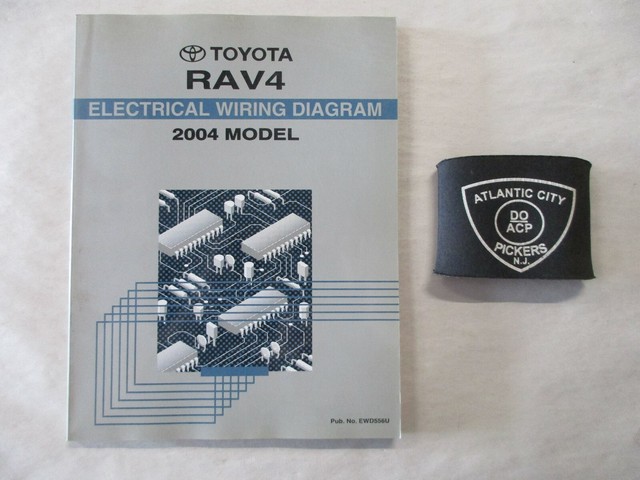 TOYOTA
RAV4
ELECTRICAL WIRING DIAGRAM
2004 MODEL
Pub. No. EWD556U
ATLANTIC CITY
DO
ACP
PICKERS
N.J.